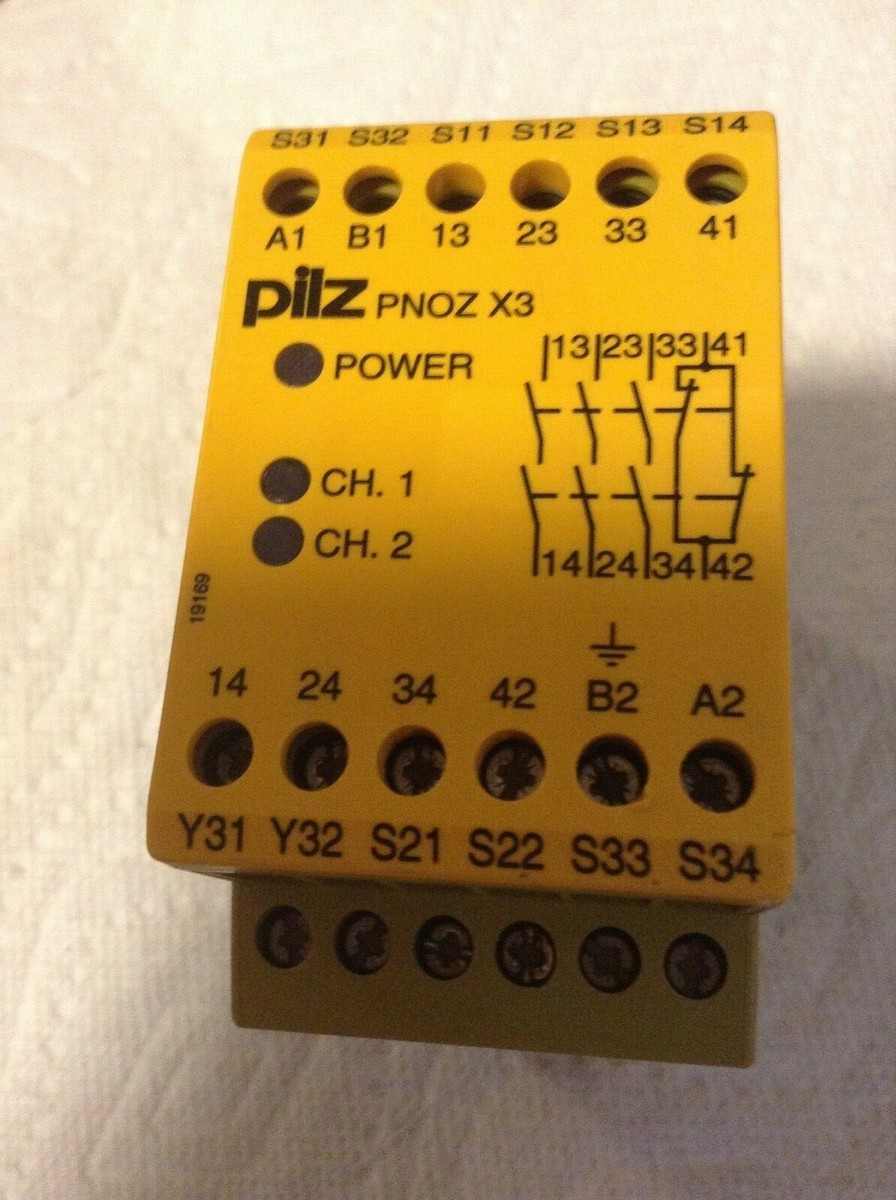 S31 S32 S11 S12 S13 S14
A1 B1 13 23 33 41
pilz PNOZ X3
POWER
13 23 33 41
CH. 1
CH. 2
14 24 34 42
19169
14 24 34 42 B2 A2
Y31 Y32 S21 S22 S33 S34